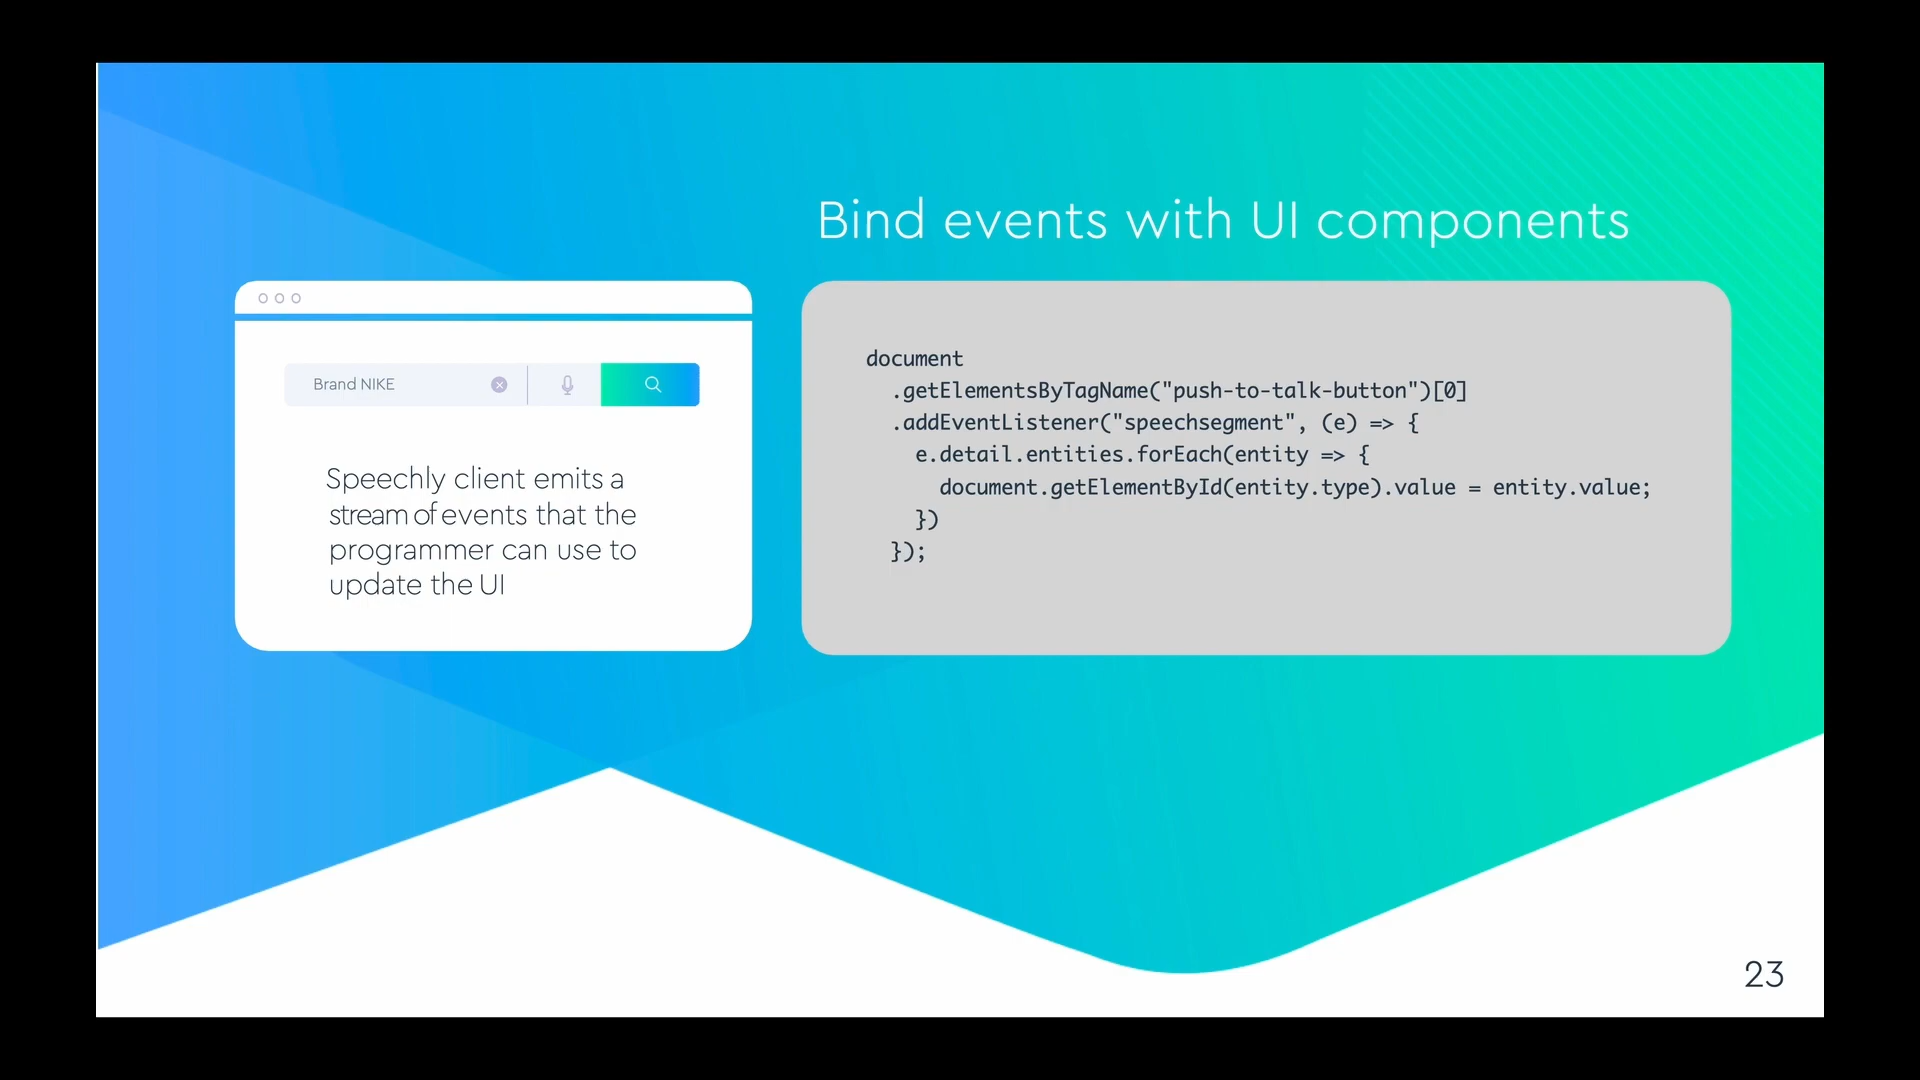 Bind events with UI components
Brand NIKE
Speechly client emits a
stream of events that the
programmer can use to
update the UI
document
.getElementsByTagName("push-to-talk-button")[0]
.addEventListener("speechsegment", (e) => {
e.detail.entities.forEach(entity => {
document.getElementById(entity.type).value = entity.value;
})
});
23